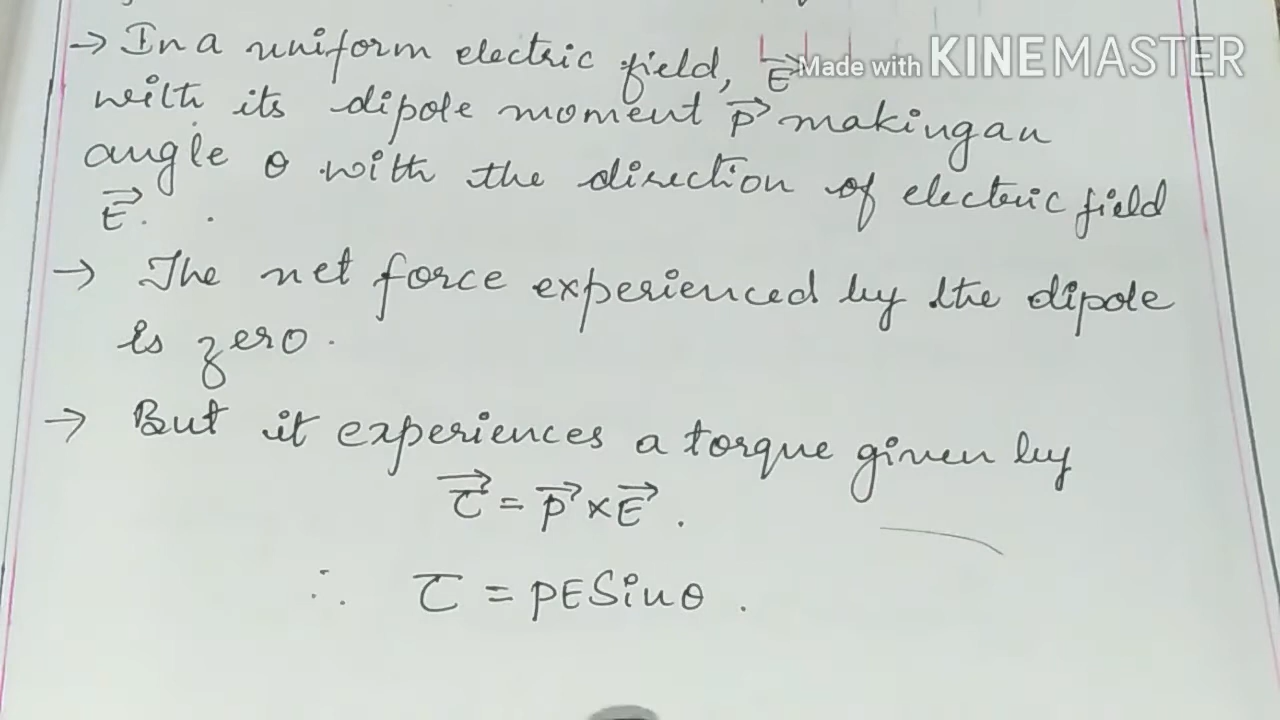 → In a uniform electric field, E⃗
Made with KINEMASTER
with its dipole moment P⃗ making an
angle θ with the direction of electric field
E⃗.
→ The net force experienced by the dipole
is zero.
→ But it experiences a torque given by
τ⃗ = P⃗ × E⃗.
∴ τ = PE Sin θ.